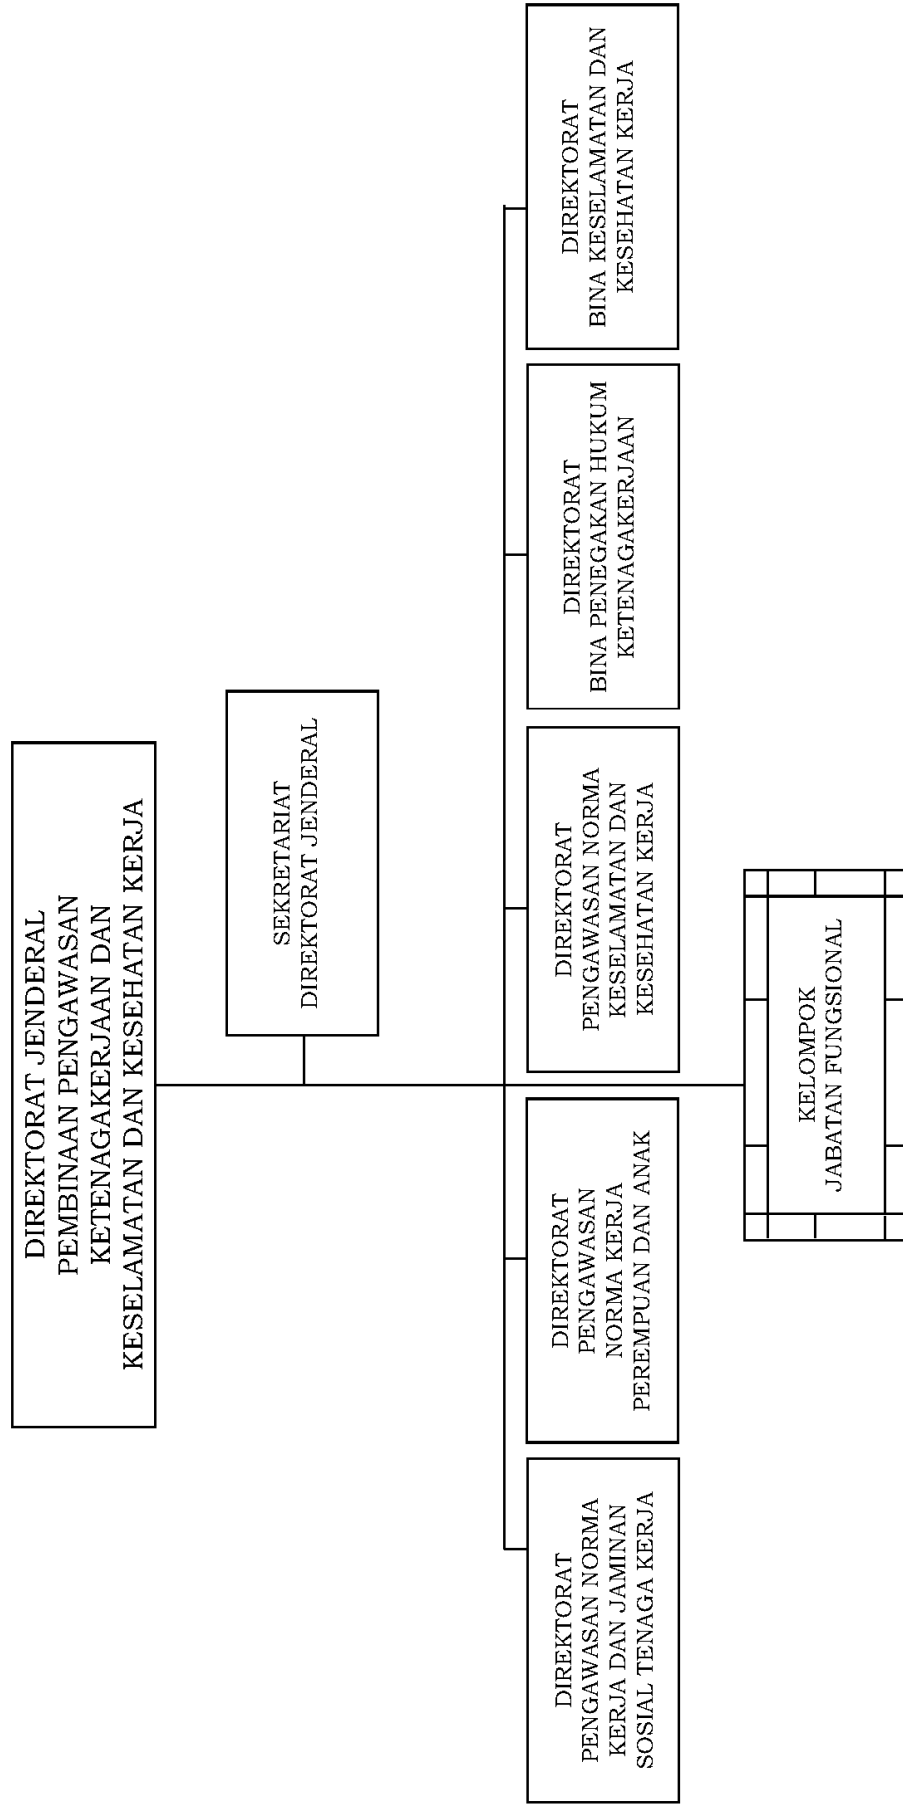 DIREKTORAT JENDERAL
PEMBINAAN PENGAWASAN
KETENAGAKERJAAN DAN
KESELAMATAN DAN KESEHATAN KERJA
SEKRETARIAT
DIREKTORAT JENDERAL
DIREKTORAT
PENGAWASAN NORMA
KERJA DAN JAMINAN
SOSIAL TENAGA KERJA
DIREKTORAT
PENGAWASAN
NORMA KERJA
PEREMPUAN DAN ANAK
DIREKTORAT
PENGAWASAN NORMA
KESELAMATAN DAN
KESEHATAN KERJA
DIREKTORAT
BINA PENEGAKAN HUKUM
KETENAGAKERJAAN
DIREKTORAT
BINA KESELAMATAN DAN
KESEHATAN KERJA
KELOMPOK
JABATAN FUNGSIONAL